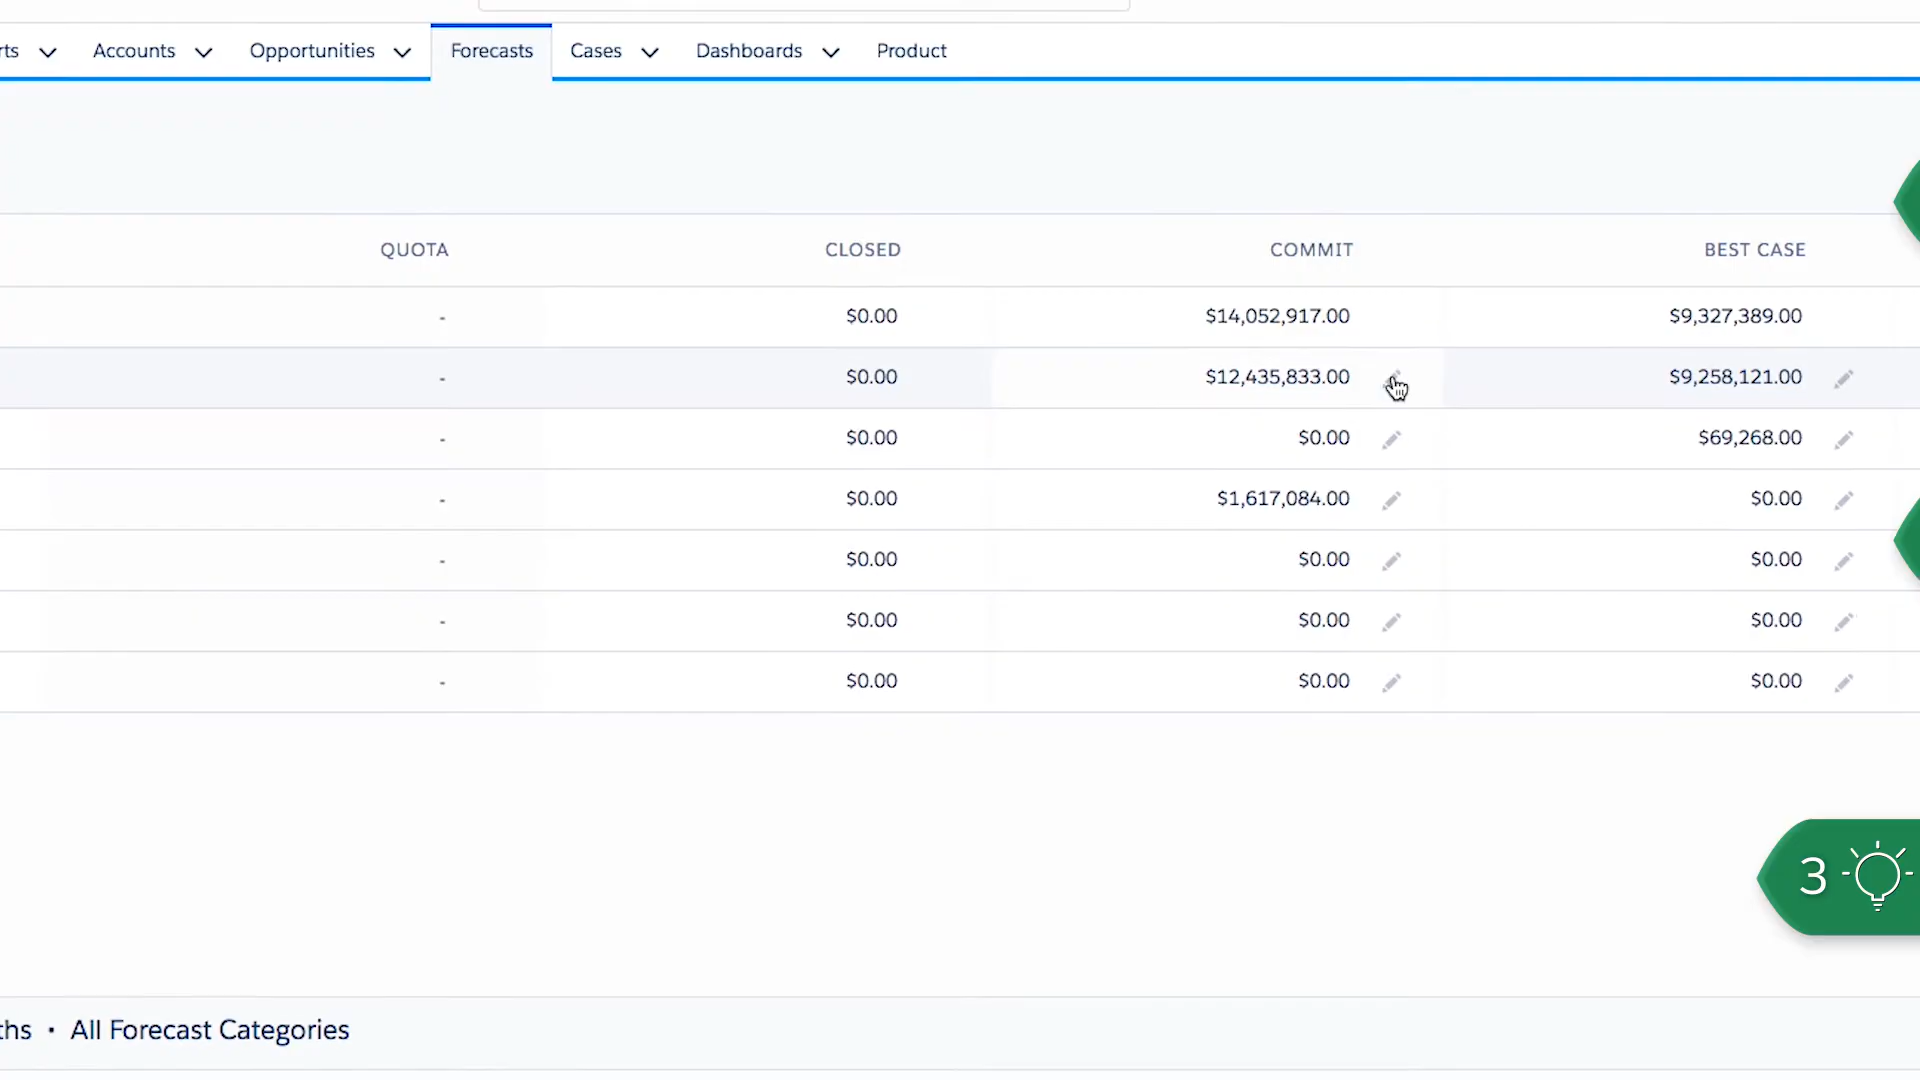 rts Accounts Opportunities Forecasts Cases Dashboards Product
QUOTA CLOSED COMMIT BEST CASE
- $0.00 $14,052,917.00 $9,327,389.00
- $0.00 $12,435,833.00 $9,258,121.00
- $0.00 $0.00 $69,268.00
- $0.00 $1,617,084.00 $0.00
- $0.00 $0.00 $0.00
- $0.00 $0.00 $0.00
- $0.00 $0.00 $0.00
3
ths • All Forecast Categories